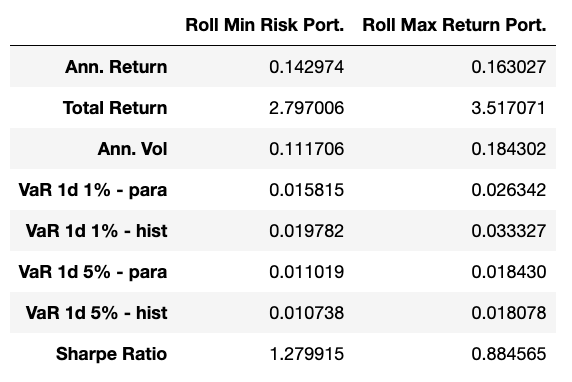 Roll Min Risk Port. Roll Max Return Port.
Ann. Return 0.142974 0.163027
Total Return 2.797006 3.517071
Ann. Vol 0.111706 0.184302
VaR 1d 1% - para 0.015815 0.026342
VaR 1d 1% - hist 0.019782 0.033327
VaR 1d 5% - para 0.011019 0.018430
VaR 1d 5% - hist 0.010738 0.018078
Sharpe Ratio 1.279915 0.884565